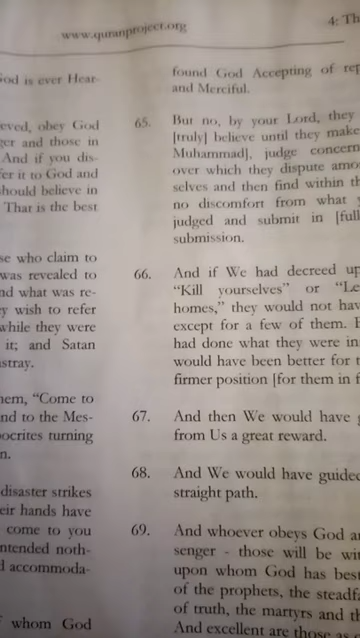 www.quranproject.org
4: Th
God is ever Hear-
eved, obey God
ger and those in
And if you dis-
er it to God and
should believe in
That is the best
se who claim to
was revealed to
nd what was re-
y wish to refer
while they were
it; and Satan
stray.
hem, “Come to
nd to the Mes-
ocrites turning
n.
disaster strikes
eir hands have
come to you
ntended noth-
d accommoda-
f whom God
found God Accepting of rep
and Merciful.
65. But no, by your Lord, they
[truly] believe until they make
Muhammad], judge concern
over which they dispute amo
selves and then find within th
no discomfort from what y
judged and submit in [full
submission.
66. And if We had decreed up
“Kill yourselves” or “Le
homes,” they would not hav
except for a few of them. B
had done what they were in
would have been better for t
firmer position [for them in f
67. And then We would have g
from Us a great reward.
68. And We would have guided
straight path.
69. And whoever obeys God an
senger - those will be wit
upon whom God has best
of the prophets, the steadfa
of truth, the martyrs and th
And excellent are those as